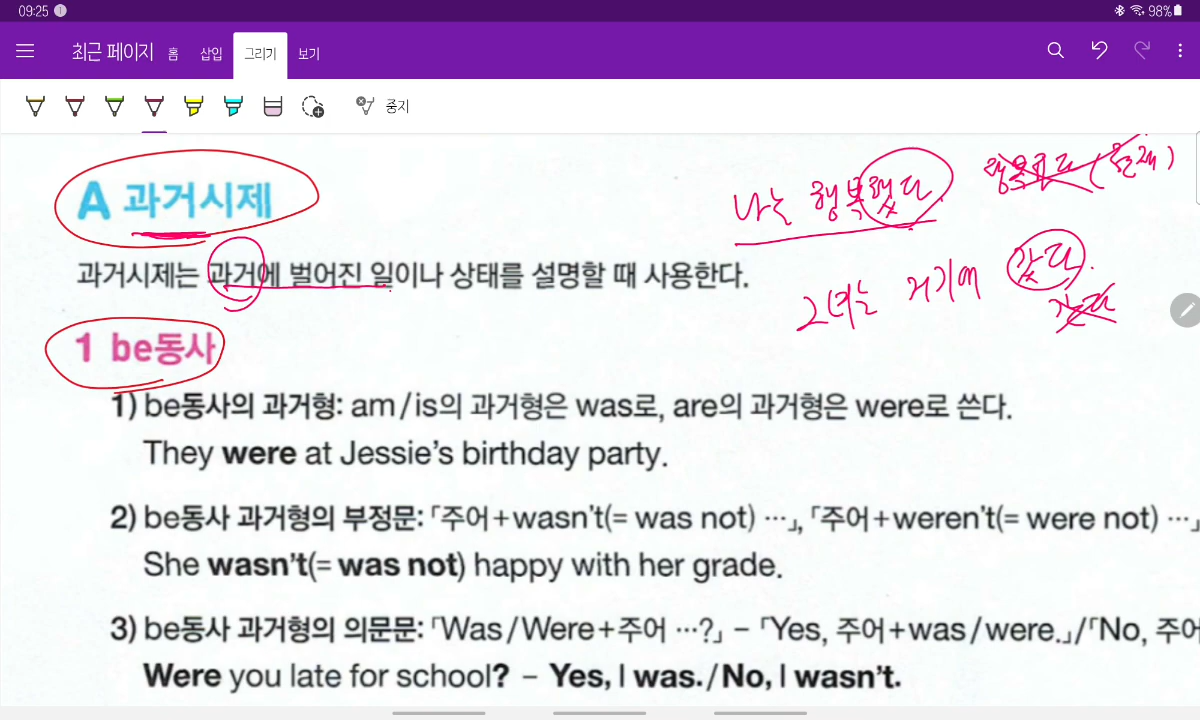 09:25
98%
최근 페이지 홈 삽입 그리기 보기
중지
A 과거시제
나는 행복했다 행복한다 (현재)
과거시제는 과거에 벌어진 일이나 상태를 설명할 때 사용한다.
그녀는 거기에 갔다.
간다
1 be동사
1) be동사의 과거형: am/is의 과거형은 was로, are의 과거형은 were로 쓴다.
They were at Jessie's birthday party.
2) be동사 과거형의 부정문: 「주어+wasn't(= was not) ⋯」, 「주어+weren't(= were not) ⋯」
She wasn't(= was not) happy with her grade.
3) be동사 과거형의 의문문: 「Was/Were+주어 ⋯?」 – 「Yes, 주어+was/were.」/「No, 주어
Were you late for school? – Yes, I was./No, I wasn't.